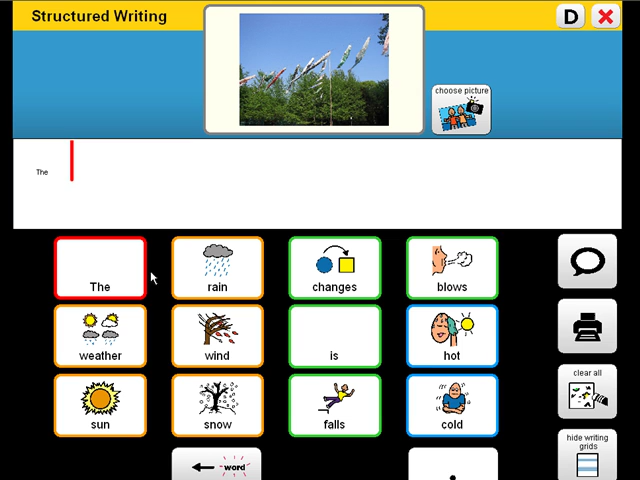 Structured Writing
D
choose picture
The
The
rain
changes
blows
weather
wind
is
hot
clear all
sun
snow
falls
cold
word
hide writing
grids